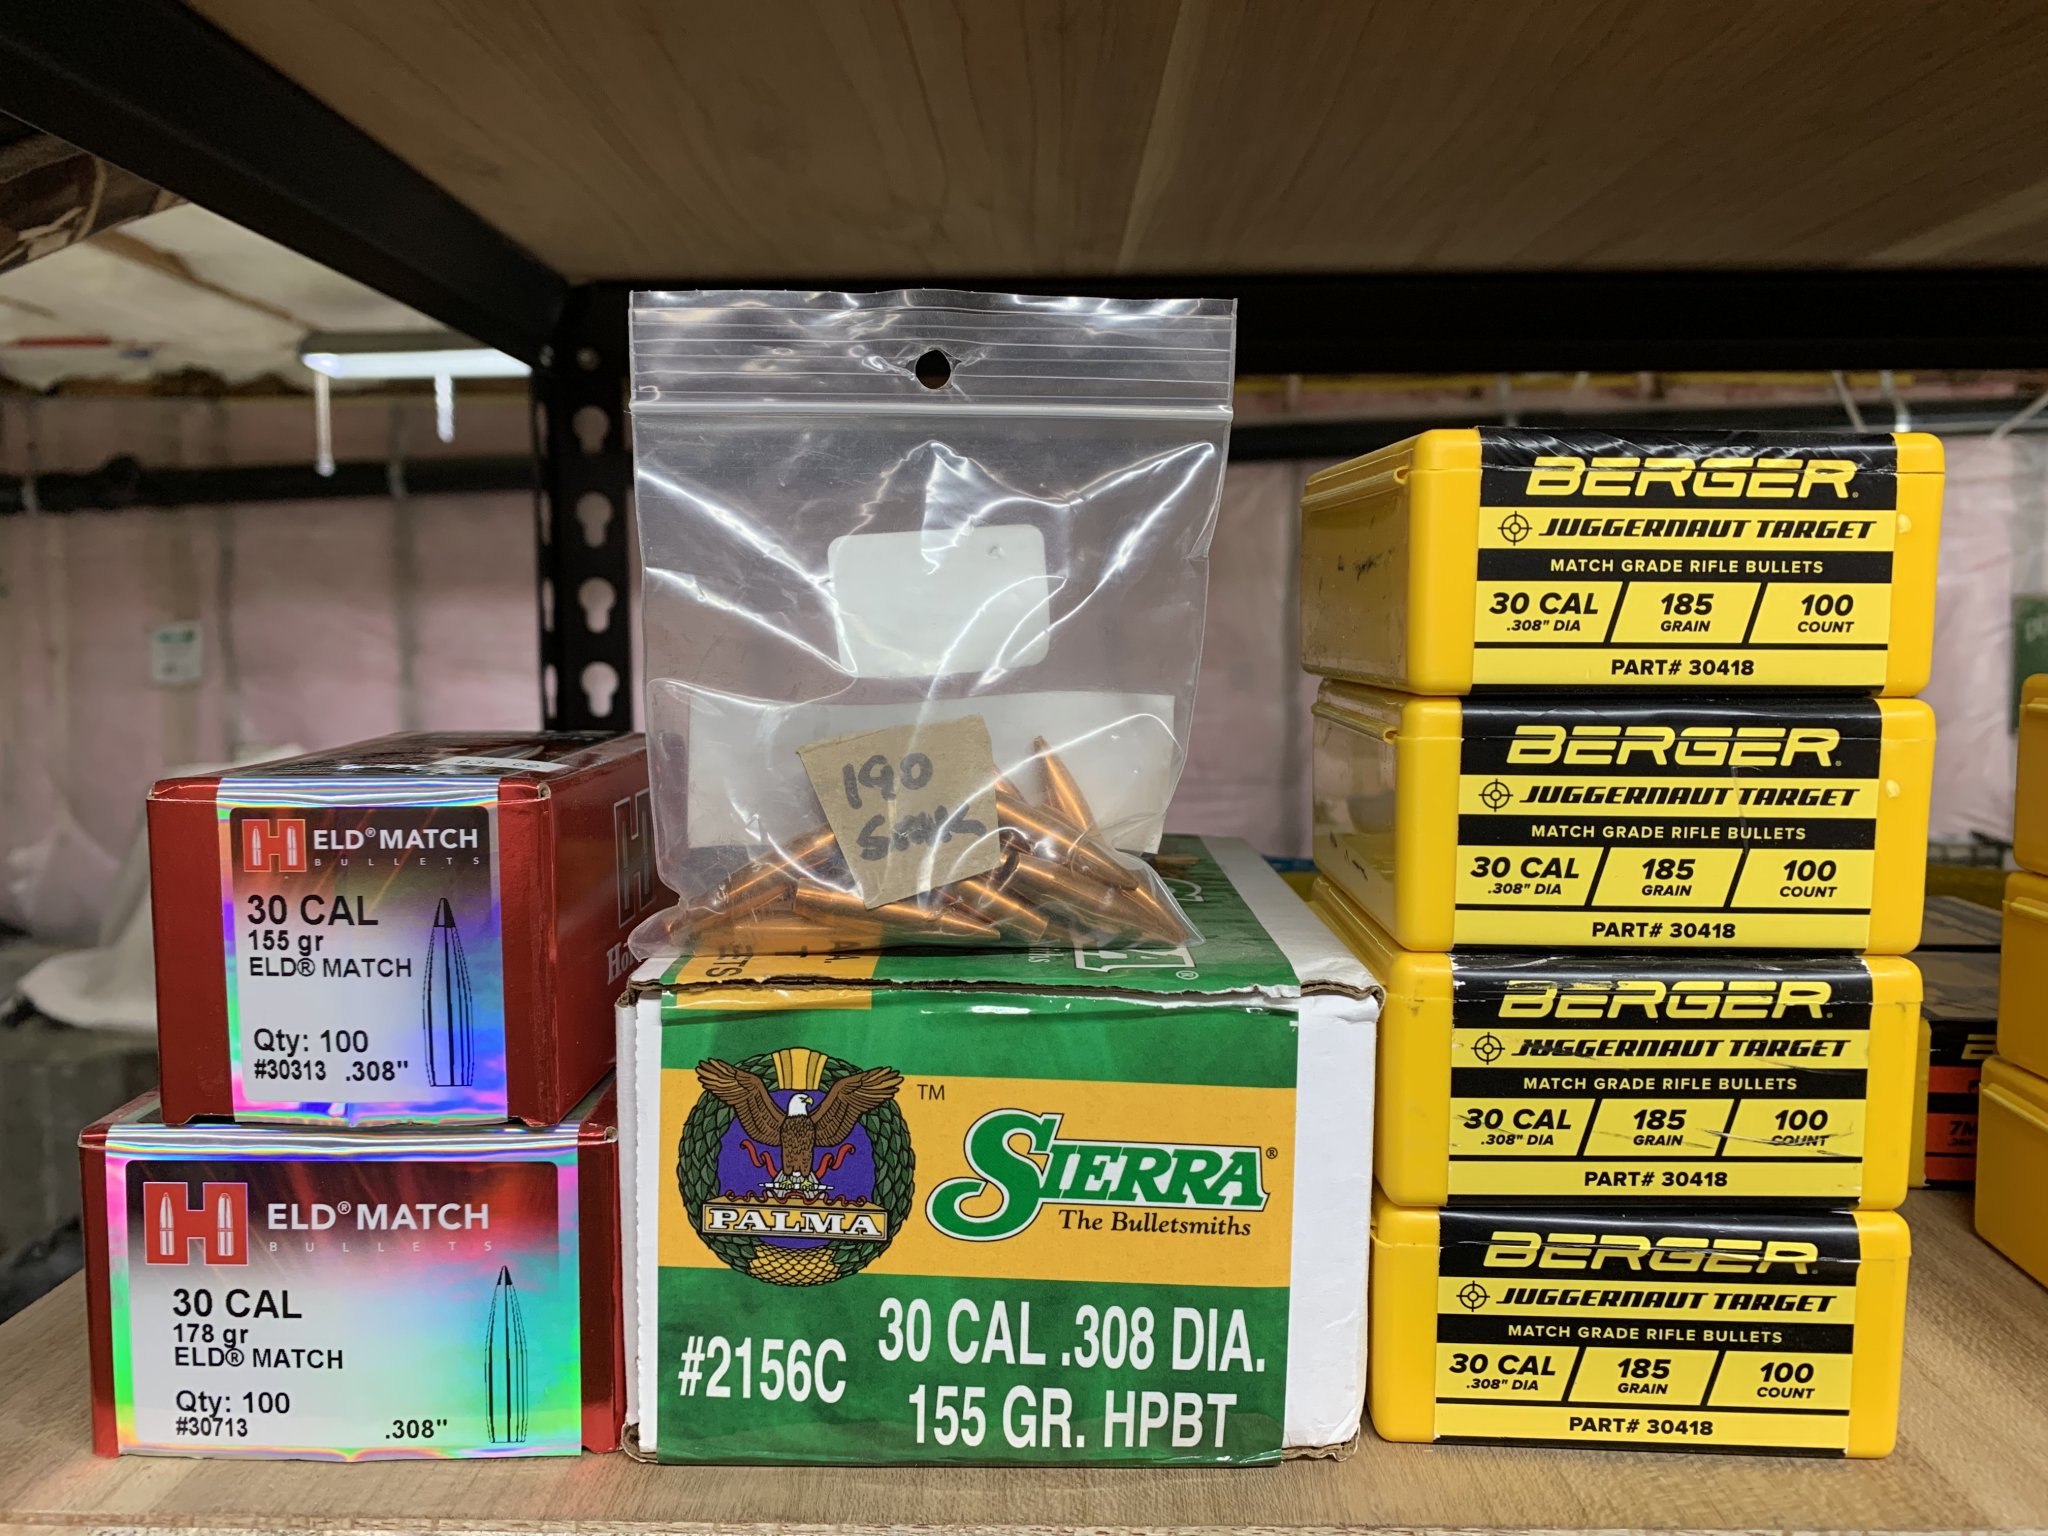 ELD® MATCH
BULLETS
30 CAL
155 gr
ELD® MATCH
Qty: 100
#30313 .308"
ELD® MATCH
BULLETS
30 CAL
178 gr
ELD® MATCH
Qty: 100
#30713 .308"
190
PALMA ™
SIERRA®
The Bulletsmiths
#2156C
30 CAL .308 DIA.
155 GR. HPBT
BERGER®
JUGGERNAUT TARGET
MATCH GRADE RIFLE BULLETS
30 CAL 185 100
.308" DIA GRAIN COUNT
PART# 30418
BERGER®
JUGGERNAUT TARGET
MATCH GRADE RIFLE BULLETS
30 CAL 185 100
.308" DIA GRAIN COUNT
PART# 30418
BERGER®
JUGGERNAUT TARGET
MATCH GRADE RIFLE BULLETS
30 CAL 185 100
.308" DIA GRAIN COUNT
PART# 30418
BERGER®
JUGGERNAUT TARGET
MATCH GRADE RIFLE BULLETS
30 CAL 185 100
.308" DIA GRAIN COUNT
PART# 30418